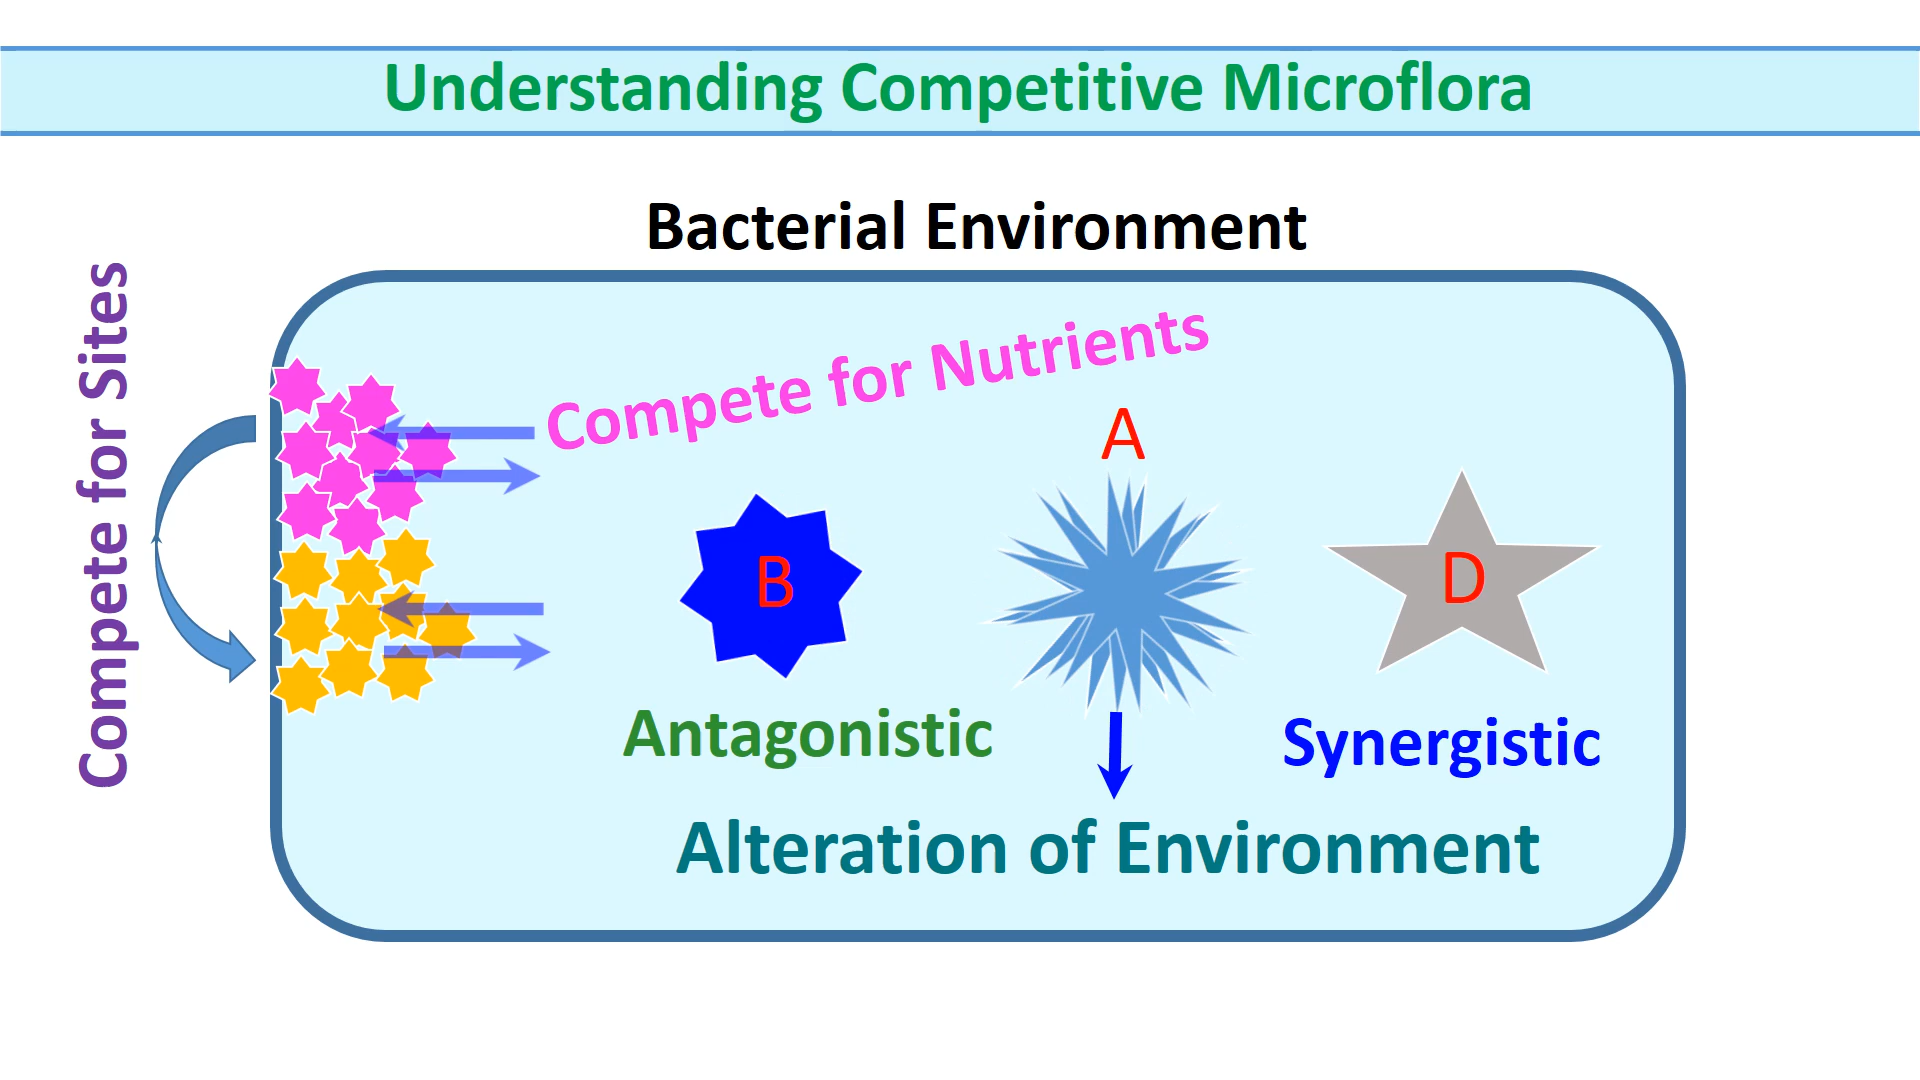 Understanding Competitive Microflora
Bacterial Environment
Compete for Sites
Compete for Nutrients
A
B
D
Antagonistic
Synergistic
Alteration of Environment